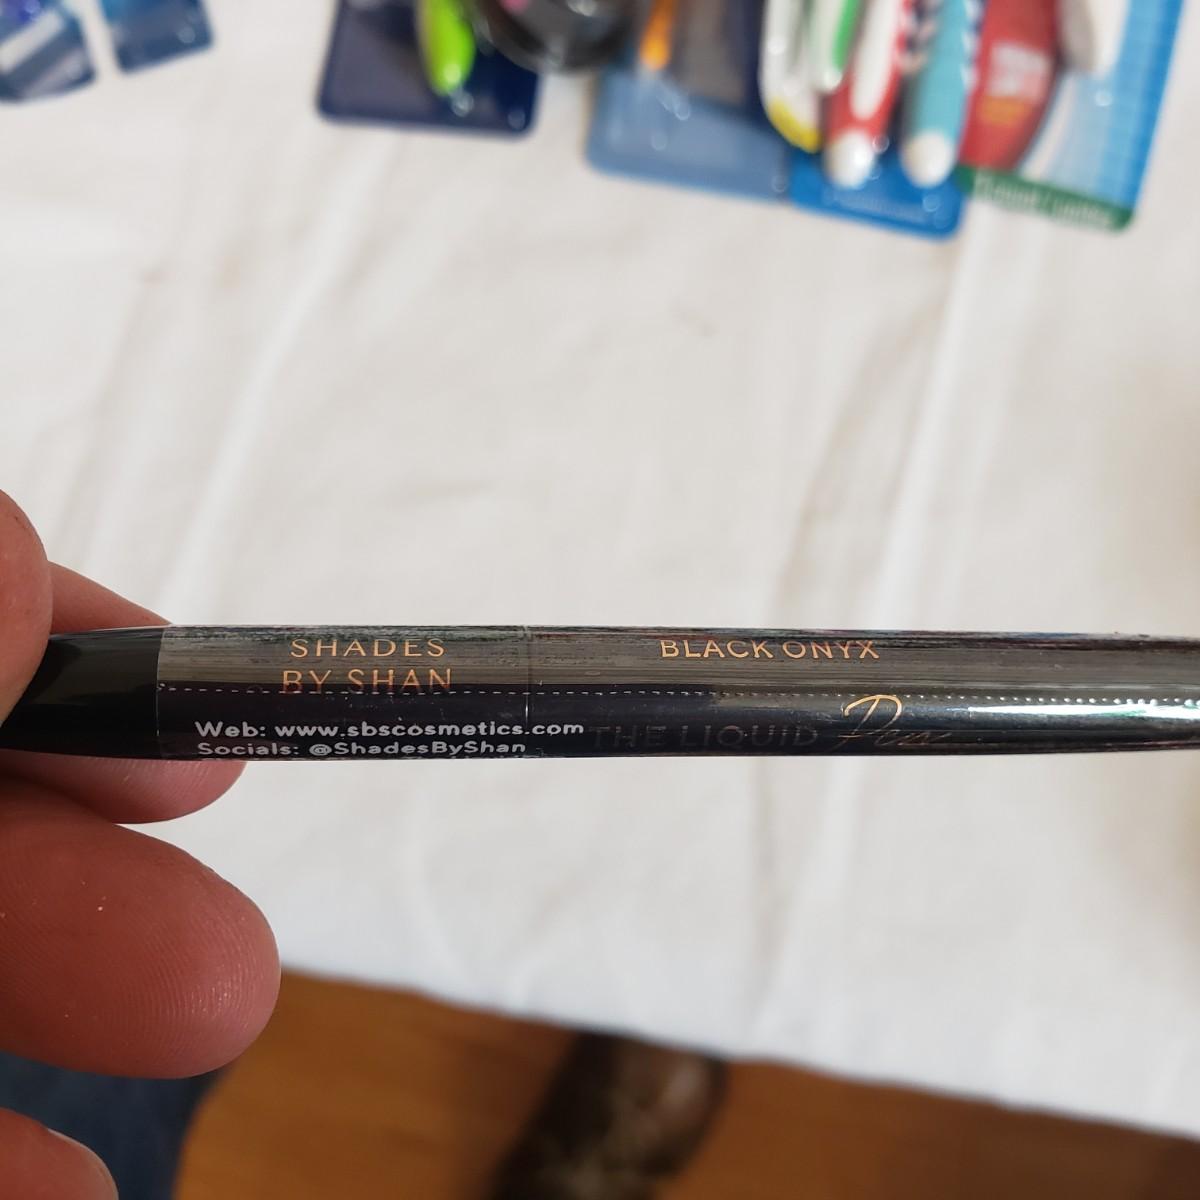 SHADES
BY SHAN
BLACK ONYX
Web: www.sbscosmetics.com
Socials: @ShadesByShan
THE LIQUID Pen